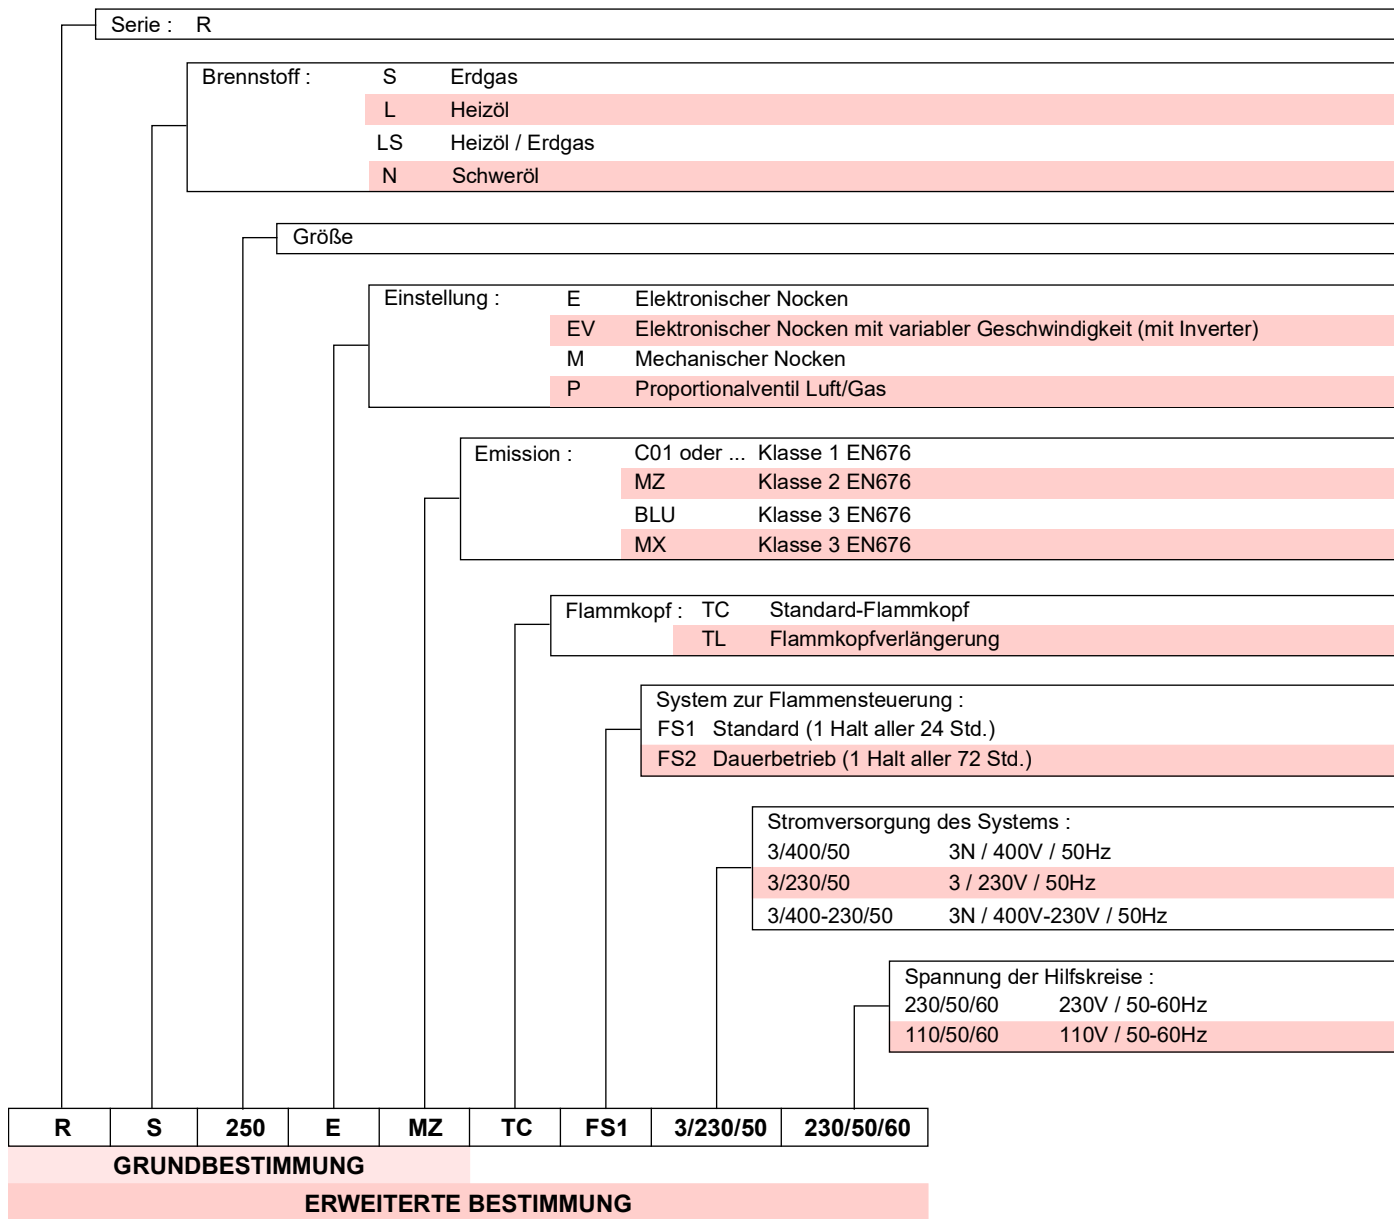 Serie : R
Brennstoff : S Erdgas
L Heizöl
LS Heizöl / Erdgas
N Schweröl
Größe
Einstellung : E Elektronischer Nocken
EV Elektronischer Nocken mit variabler Geschwindigkeit (mit Inverter)
M Mechanischer Nocken
P Proportionalventil Luft/Gas
Emission : C01 oder ... Klasse 1 EN676
MZ Klasse 2 EN676
BLU Klasse 3 EN676
MX Klasse 3 EN676
Flammkopf : TC Standard-Flammkopf
TL Flammkopfverlängerung
System zur Flammensteuerung :
FS1 Standard (1 Halt aller 24 Std.)
FS2 Dauerbetrieb (1 Halt aller 72 Std.)
Stromversorgung des Systems :
3/400/50 3N / 400V / 50Hz
3/230/50 3 / 230V / 50Hz
3/400-230/50 3N / 400V-230V / 50Hz
Spannung der Hilfskreise :
230/50/60 230V / 50-60Hz
110/50/60 110V / 50-60Hz
R S 250 E MZ TC FS1 3/230/50 230/50/60
GRUNDBESTIMMUNG
ERWEITERTE BESTIMMUNG